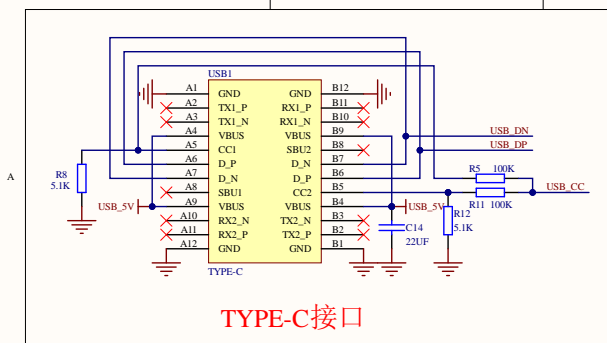 USB1
A1 GND GND B12
A2 TX1_P RX1_P B11
A3 TX1_N RX1_N B10
A4 VBUS VBUS B9
A5 CC1 SBU2 B8
A6 D_P D_N B7
A7 D_N D_P B6
A8 SBU1 CC2 B5
A9 VBUS VBUS B4
A10 RX2_N TX2_N B3
A11 RX2_P TX2_P B2
A12 GND GND B1
TYPE-C
A
R8
5.1K
USB_5V
USB_5V
C14
22UF
R12
5.1K
USB_DN
USB_DP
R5 100K
R11 100K
USB_CC
TYPE-C接口